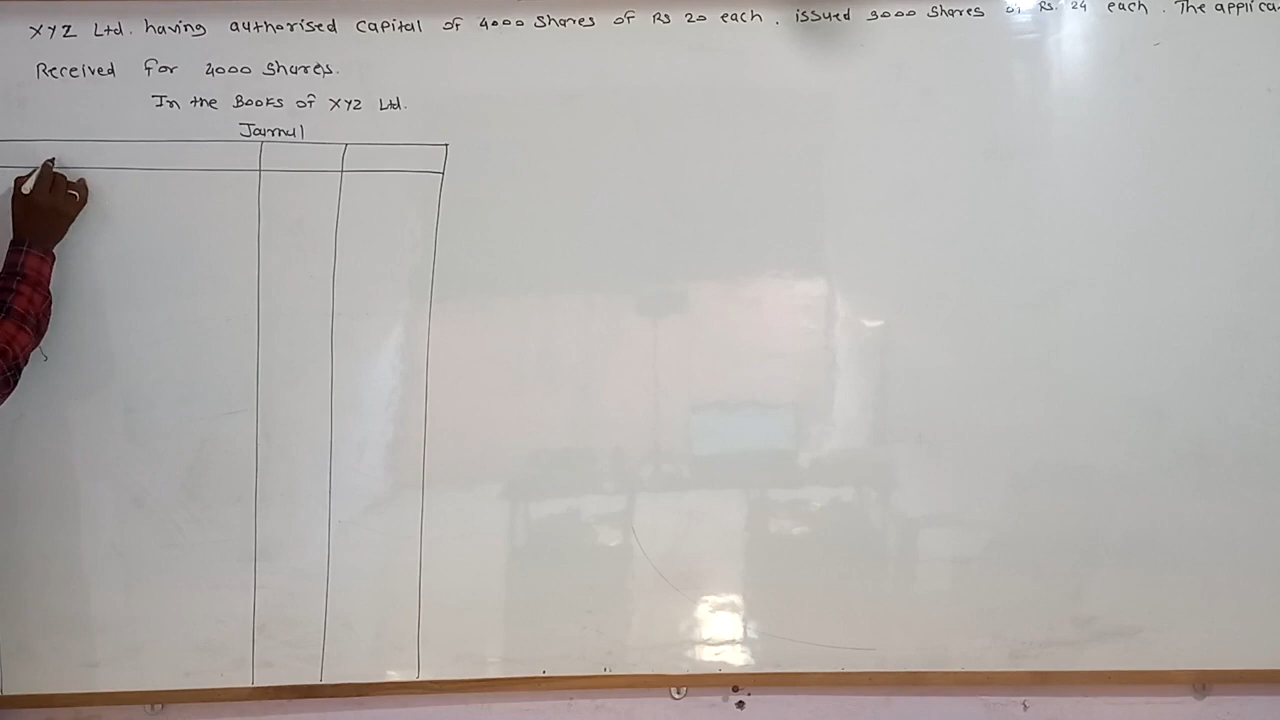 XYZ Ltd. having authorised capital of 4000 shares of Rs 20 each. issued 3000 shares of Rs. 24 each. The applica
Received for 4000 shares.
In the Books of XYZ Ltd.
Journal